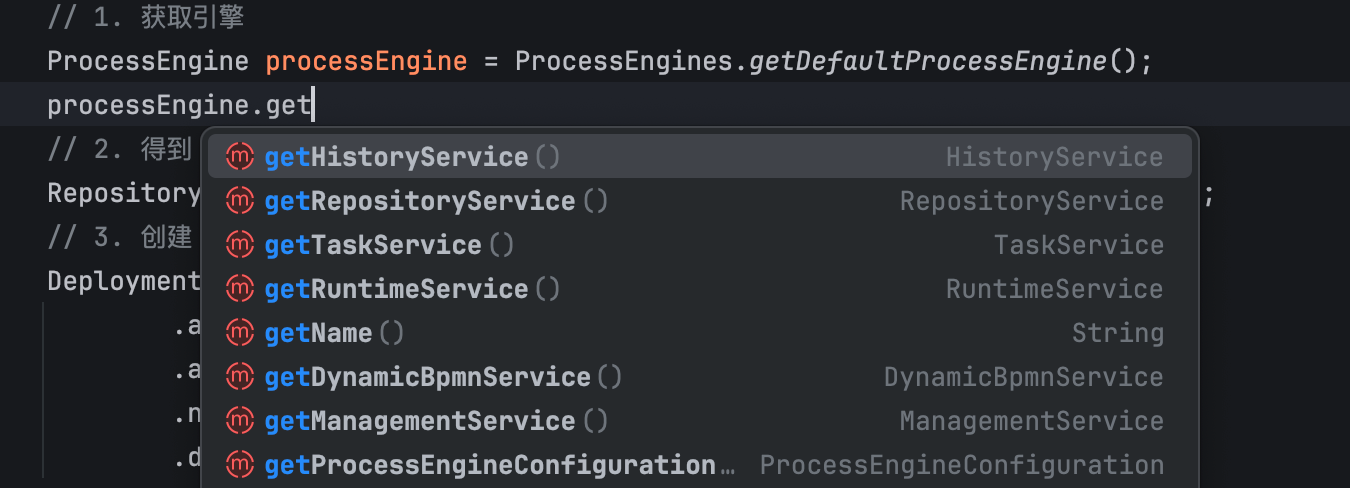 // 1. 获取引擎
ProcessEngine processEngine = ProcessEngines.getDefaultProcessEngine();
processEngine.get
// 2. 得到
getHistoryService() HistoryService
Repository ;
getRepositoryService() RepositoryService
// 3. 创建
getTaskService() TaskService
Deployment
getRuntimeService() RuntimeService
.a
getName() String
.a
getDynamicBpmnService() DynamicBpmnService
.n
getManagementService() ManagementService
.d
getProcessEngineConfiguration… ProcessEngineConfiguration